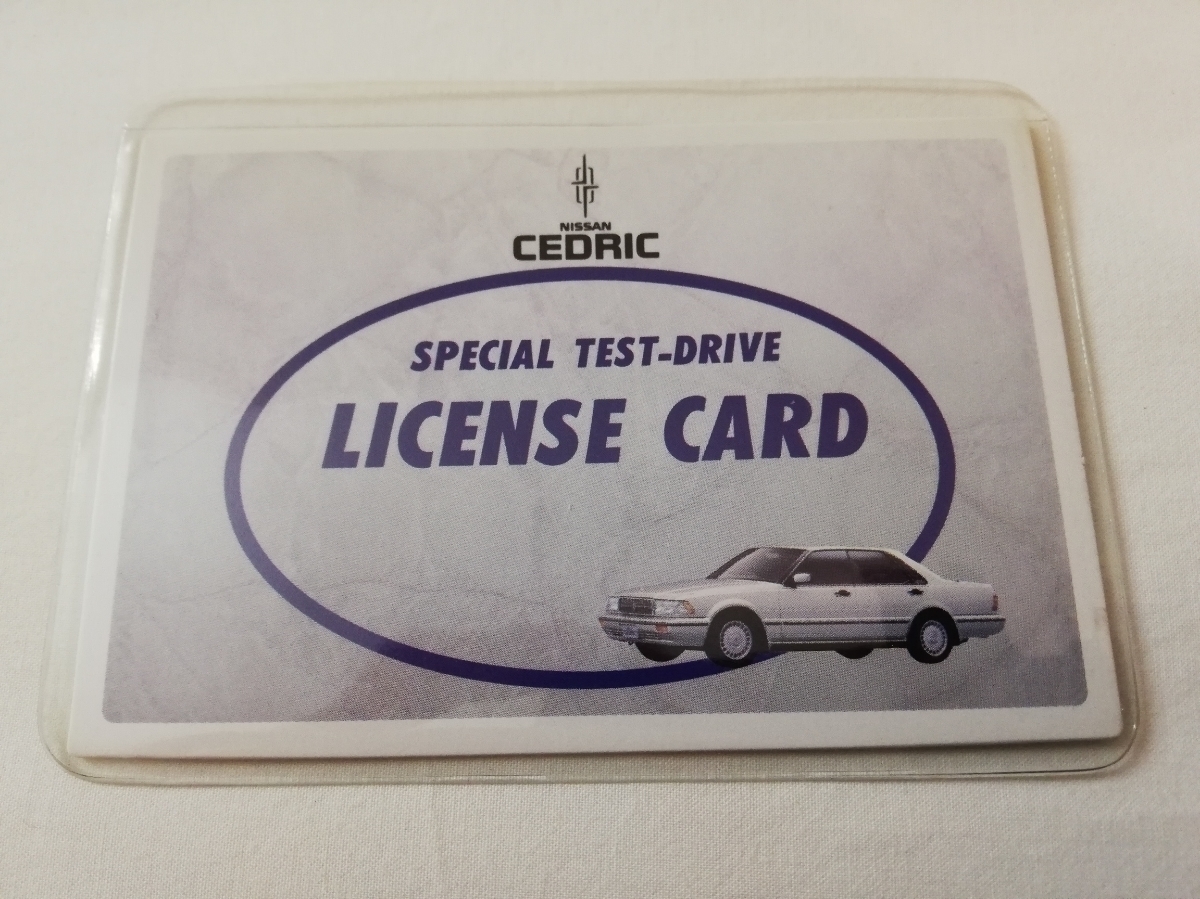 NISSAN
CEDRIC
SPECIAL TEST-DRIVE
LICENSE CARD